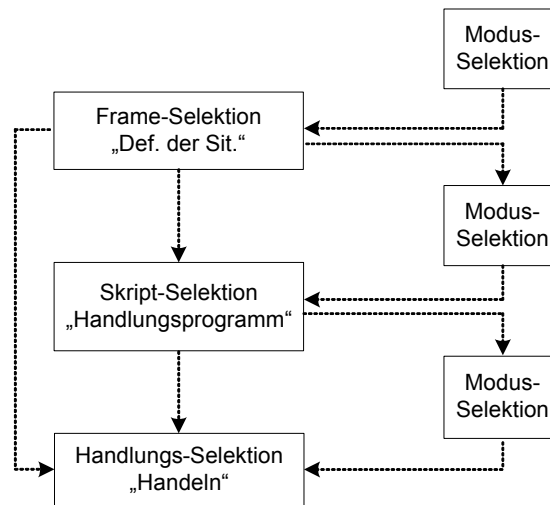 Modus-
Selektion
Frame-Selektion
„Def. der Sit.“
Modus-
Selektion
Skript-Selektion
„Handlungsprogramm“
Modus-
Selektion
Handlungs-Selektion
„Handeln“